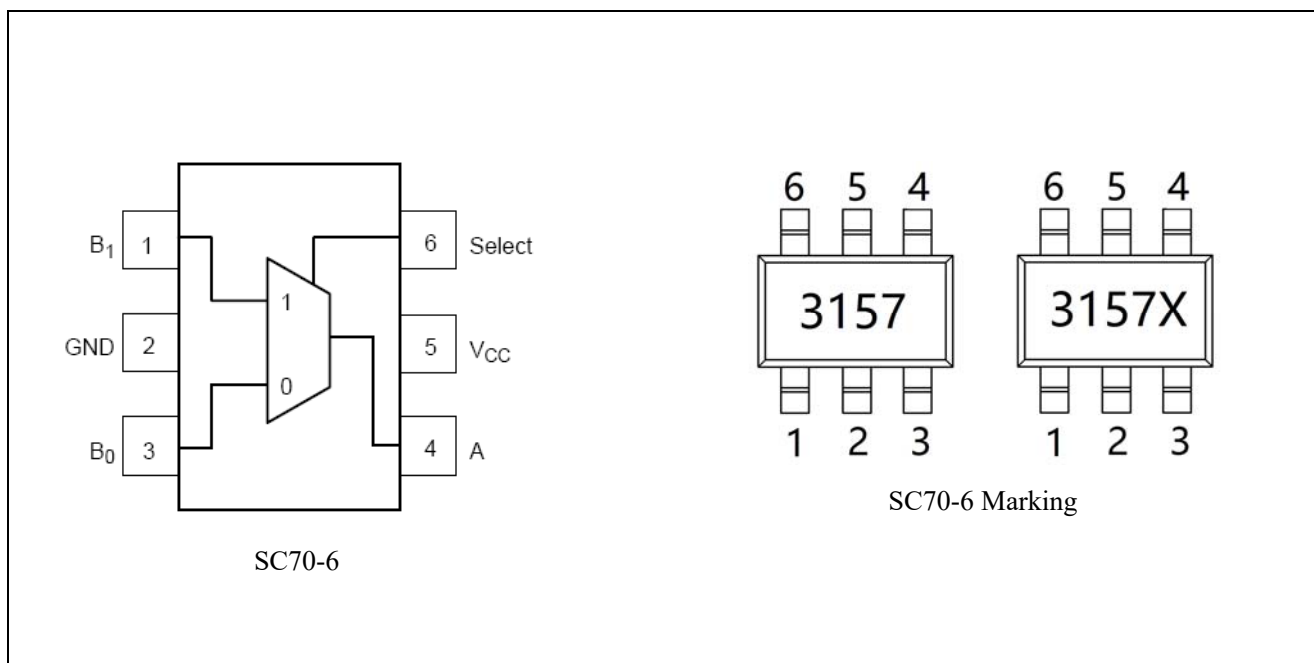 B1 1
6 Select
1
GND 2
5 VCC
0
B0 3
4 A
SC70-6
6 5 4
3157
1 2 3
6 5 4
3157X
1 2 3
SC70-6 Marking